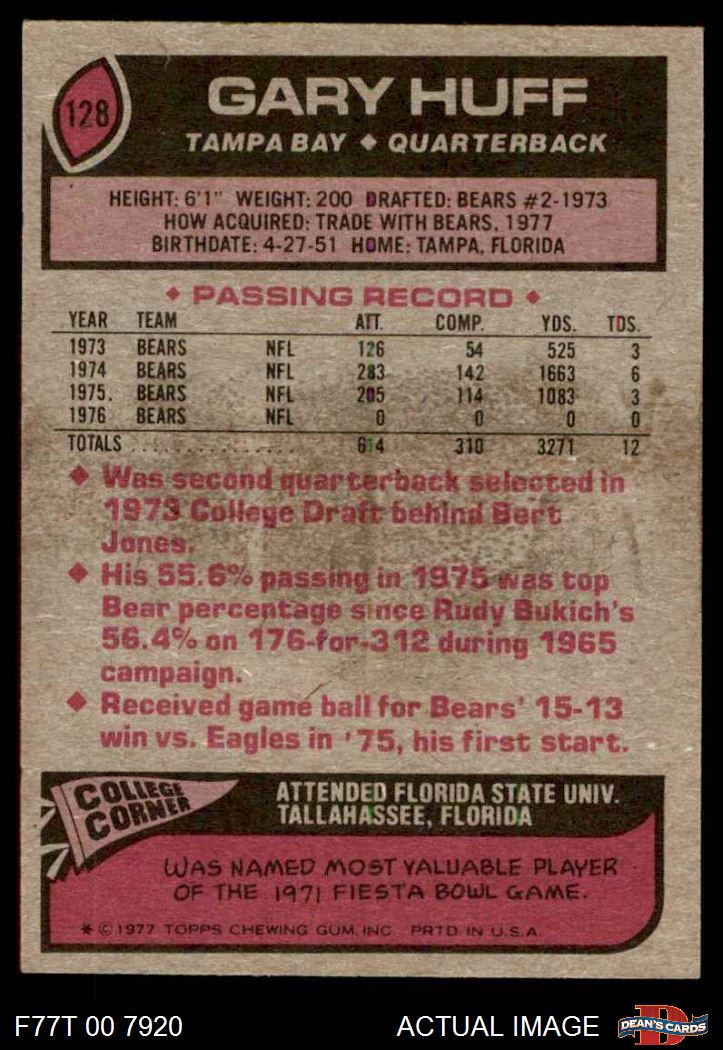 128
GARY HUFF
TAMPA BAY ◆ QUARTERBACK
HEIGHT: 6'1" WEIGHT: 200 DRAFTED: BEARS #2-1973
HOW ACQUIRED: TRADE WITH BEARS, 1977
BIRTHDATE: 4-27-51 HOME: TAMPA, FLORIDA
◆ PASSING RECORD ◆
YEAR TEAM ATT. COMP. YDS. TDS.
1973 BEARS NFL 126 54 525 3
1974 BEARS NFL 283 142 1663 6
1975. BEARS NFL 205 114 1083 3
1976 BEARS NFL 0 0 0 0
TOTALS ................ 614 310 3271 12
◆ Was second quarterback selected in
1973 College Draft behind Bert
Jones.
◆ His 55.6% passing in 1975 was top
Bear percentage since Rudy Bukich's
56.4% on 176-for-312 during 1965
campaign.
◆ Received game ball for Bears' 15-13
win vs. Eagles in '75, his first start.
COLLEGE
CORNER
ATTENDED FLORIDA STATE UNIV.
TALLAHASSEE, FLORIDA
WAS NAMED MOST VALUABLE PLAYER
OF THE 1971 FIESTA BOWL GAME.
* © 1977 TOPPS CHEWING GUM, INC. PRTD. IN U.S.A.
F77T 00 7920 ACTUAL IMAGE
D
DEAN'S CARDS